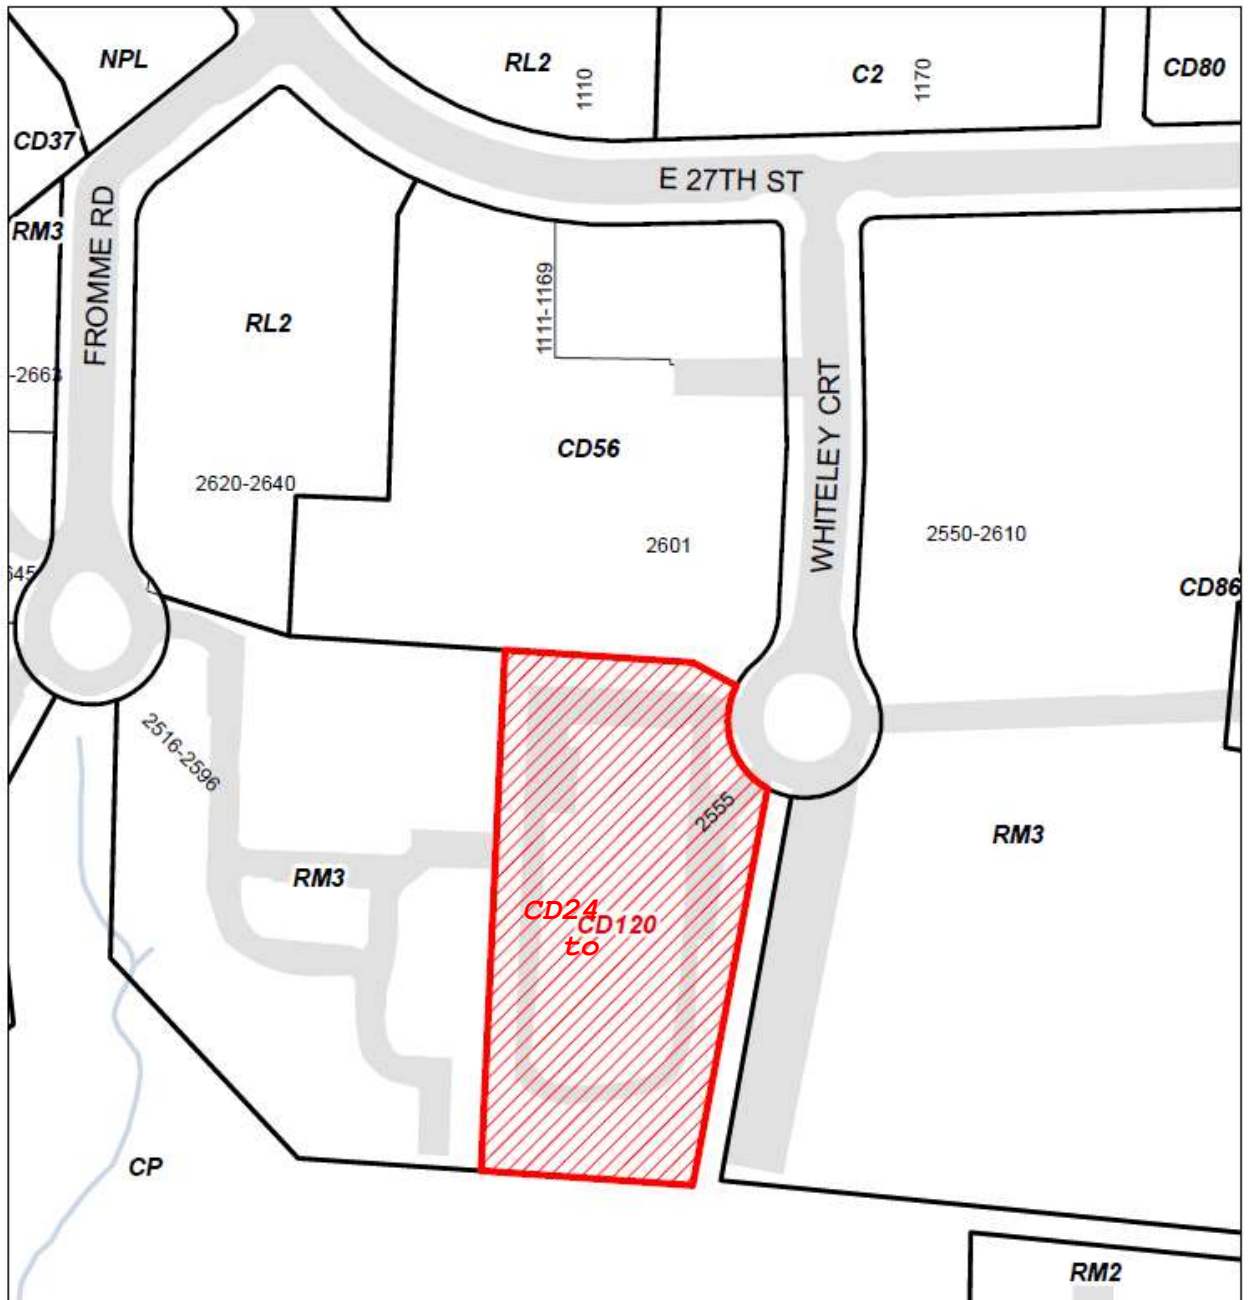 NPL
RL2
1110
C2
1170
CD80
CD37
E 27TH ST
RM3
FROMME RD
1111-1169
RL2
-2663
WHITELEY CRT
CD56
2620-2640
2601
2550-2610
645
CD86
2516-2596
2555
RM3
RM3
CD24
CD120
to
CP
RM2